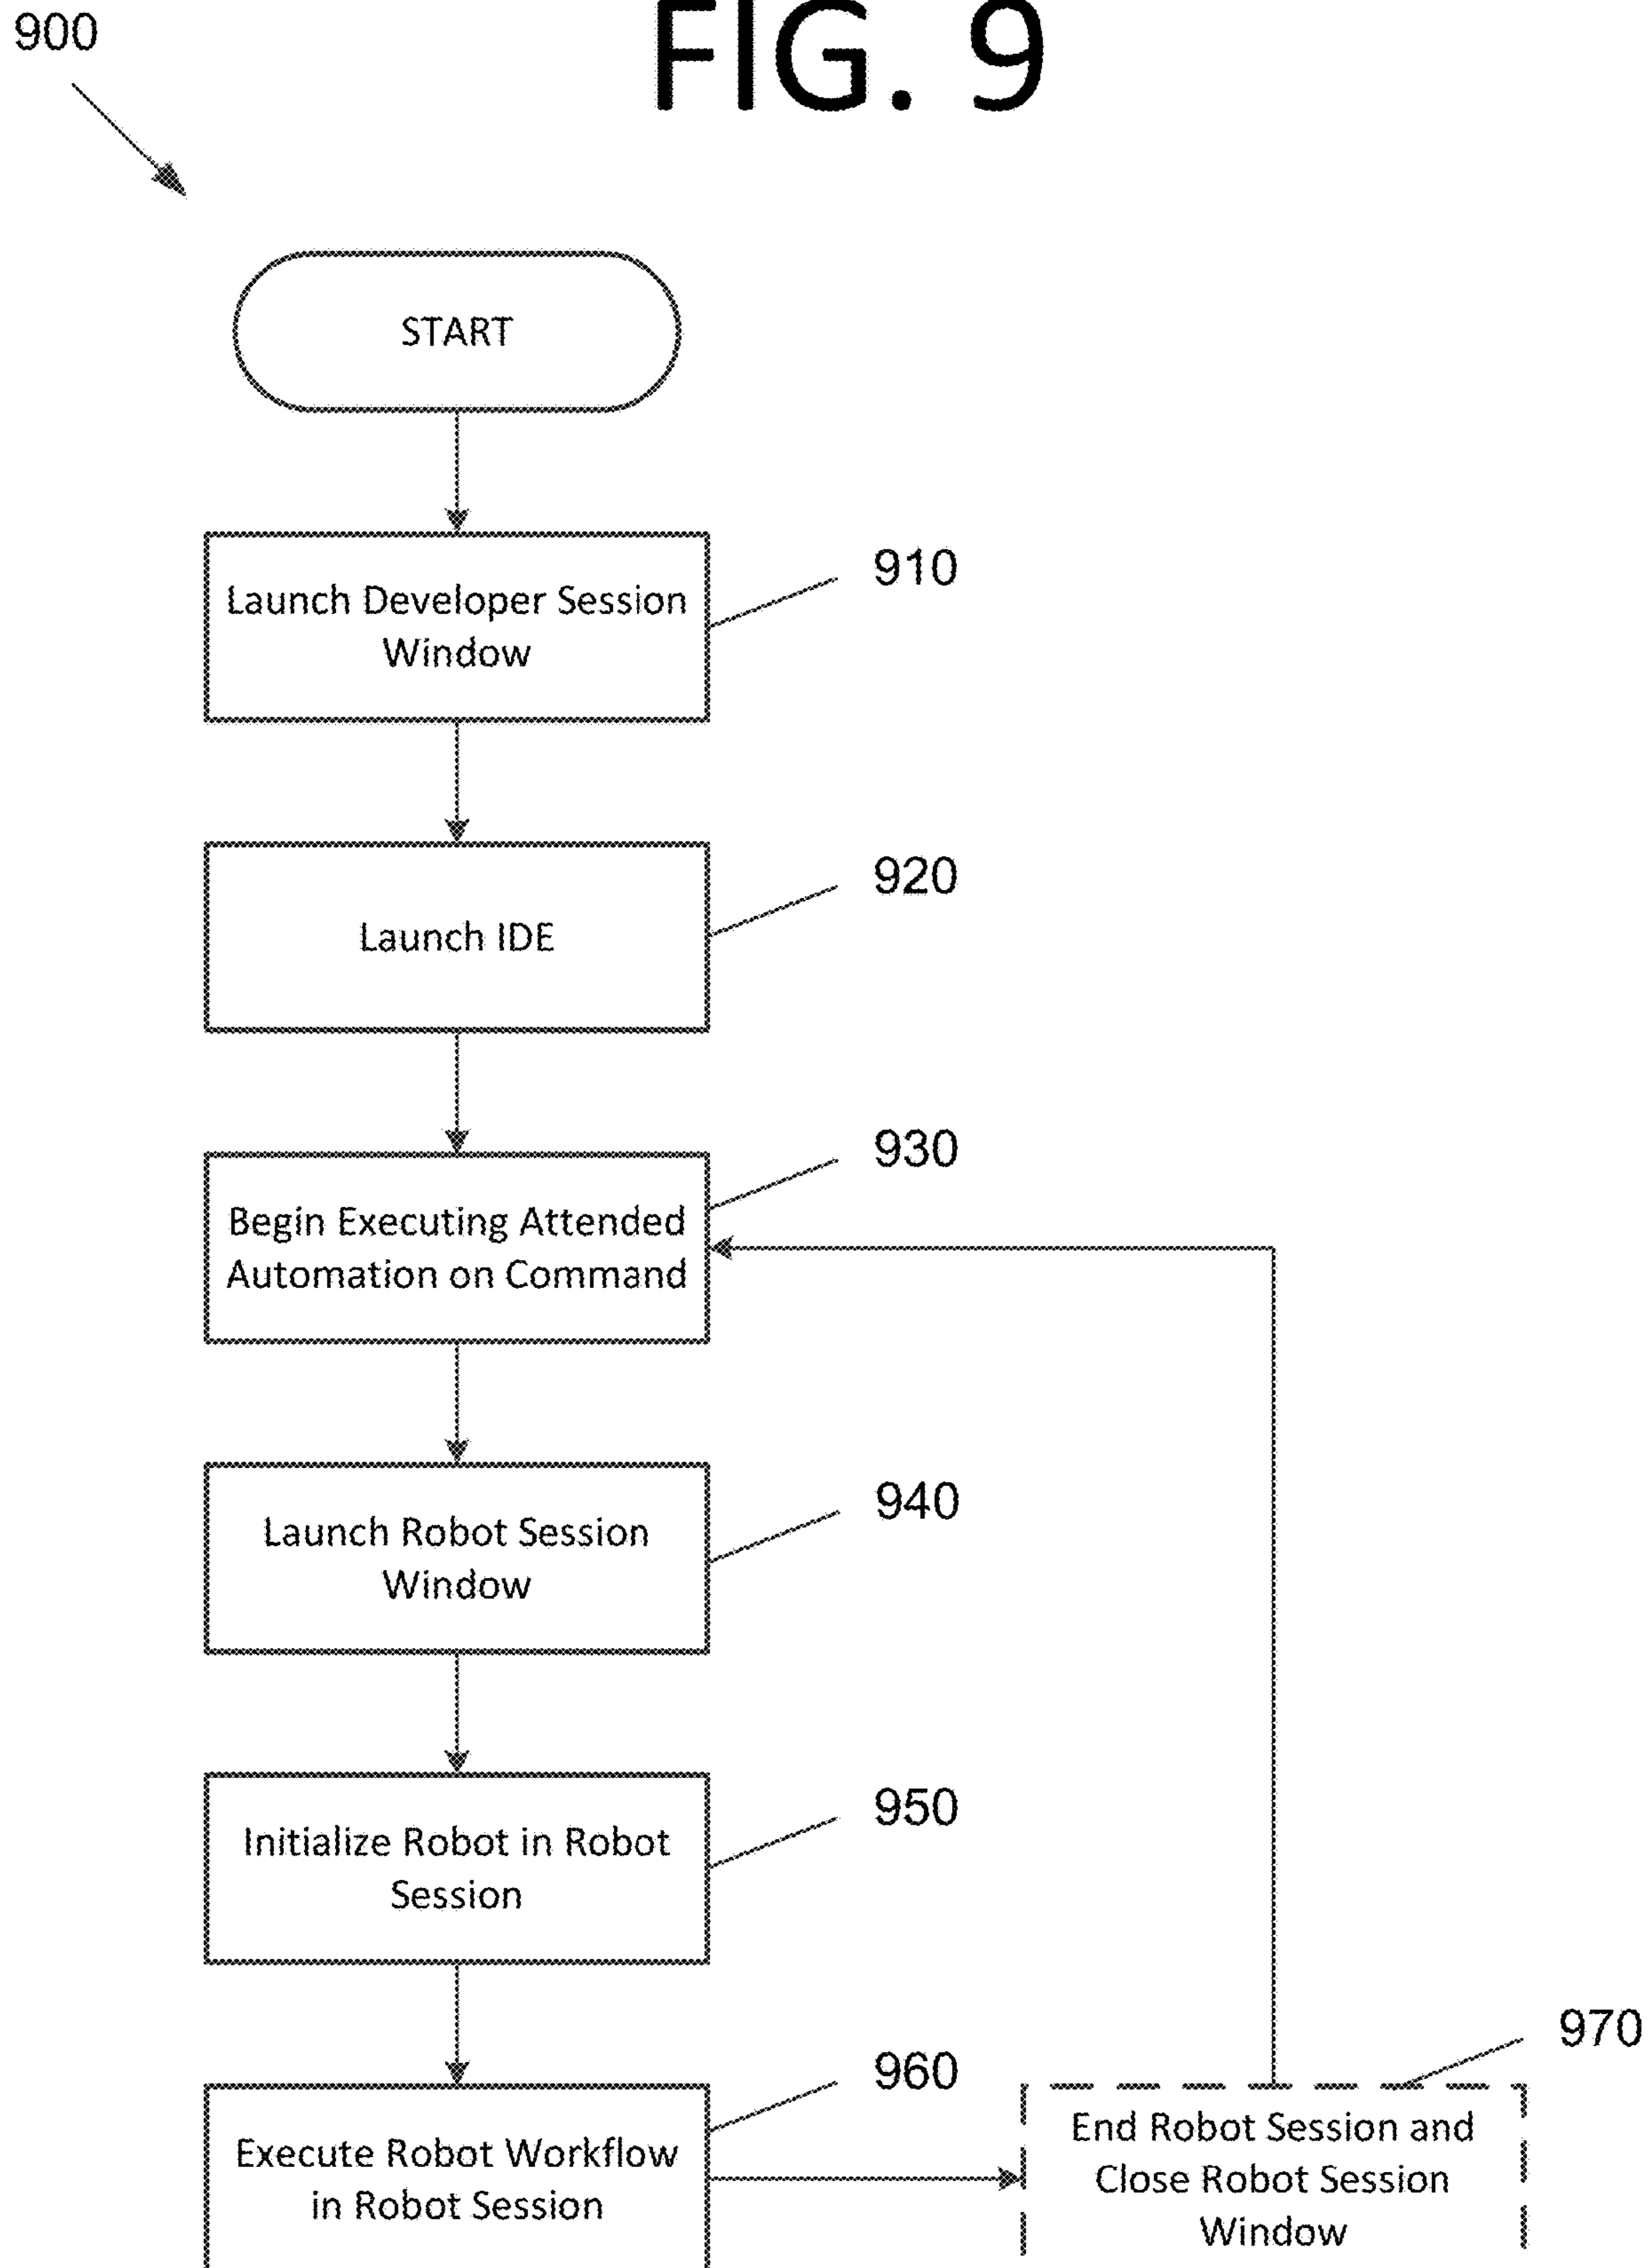 900
FIG. 9
START
Launch Developer Session
Window
910
Launch IDE
920
Begin Executing Attended
Automation on Command
930
Launch Robot Session
Window
940
Initialize Robot in Robot
Session
950
Execute Robot Workflow
in Robot Session
960
End Robot Session and
Close Robot Session
Window
970